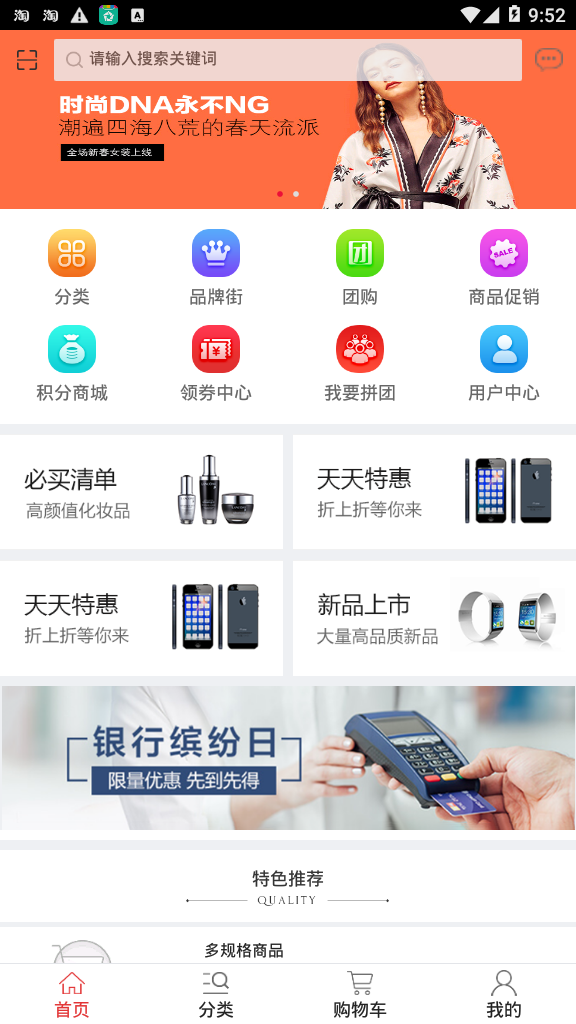 淘 淘 A 9:52
请输入搜索关键词
时尚DNA永不NG
潮遍四海八荒的春天流派
全场新春女装上线
团 SALE
分类 品牌街 团购 商品促销
¥
积分商城 领券中心 我要拼团 用户中心
必买清单
高颜值化妆品
天天特惠
折上折等你来
天天特惠
折上折等你来
新品上市
大量高品质新品
银行缤纷日
限量优惠 先到先得
特色推荐
QUALITY
多规格商品
首页 分类 购物车 我的